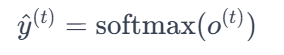 ŷ⁽ᵗ⁾ = softmax(o⁽ᵗ⁾)